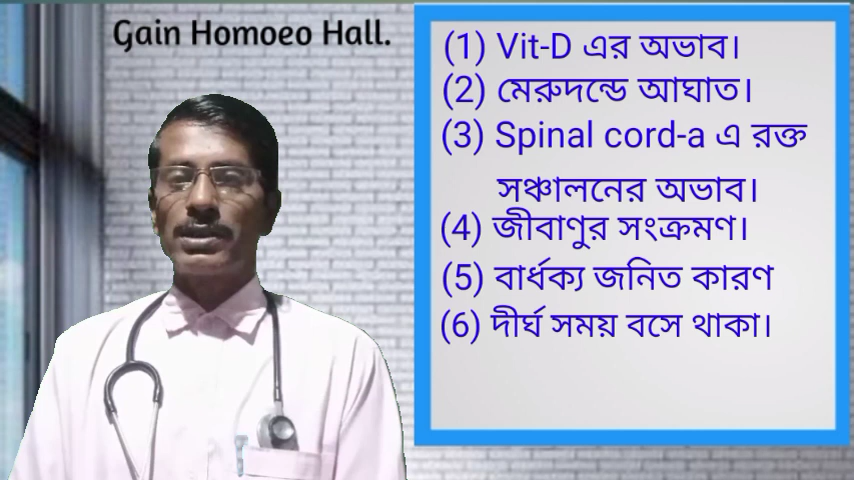 Gain Homoeo Hall.
(1) Vit-D এর অভাব।
(2) মেরুদন্ডে আঘাত।
(3) Spinal cord-a এ রক্ত
সঞ্চালনের অভাব।
(4) জীবাণুর সংক্রমণ।
(5) বার্ধক্য জনিত কারণ
(6) দীর্ঘ সময় বসে থাকা।